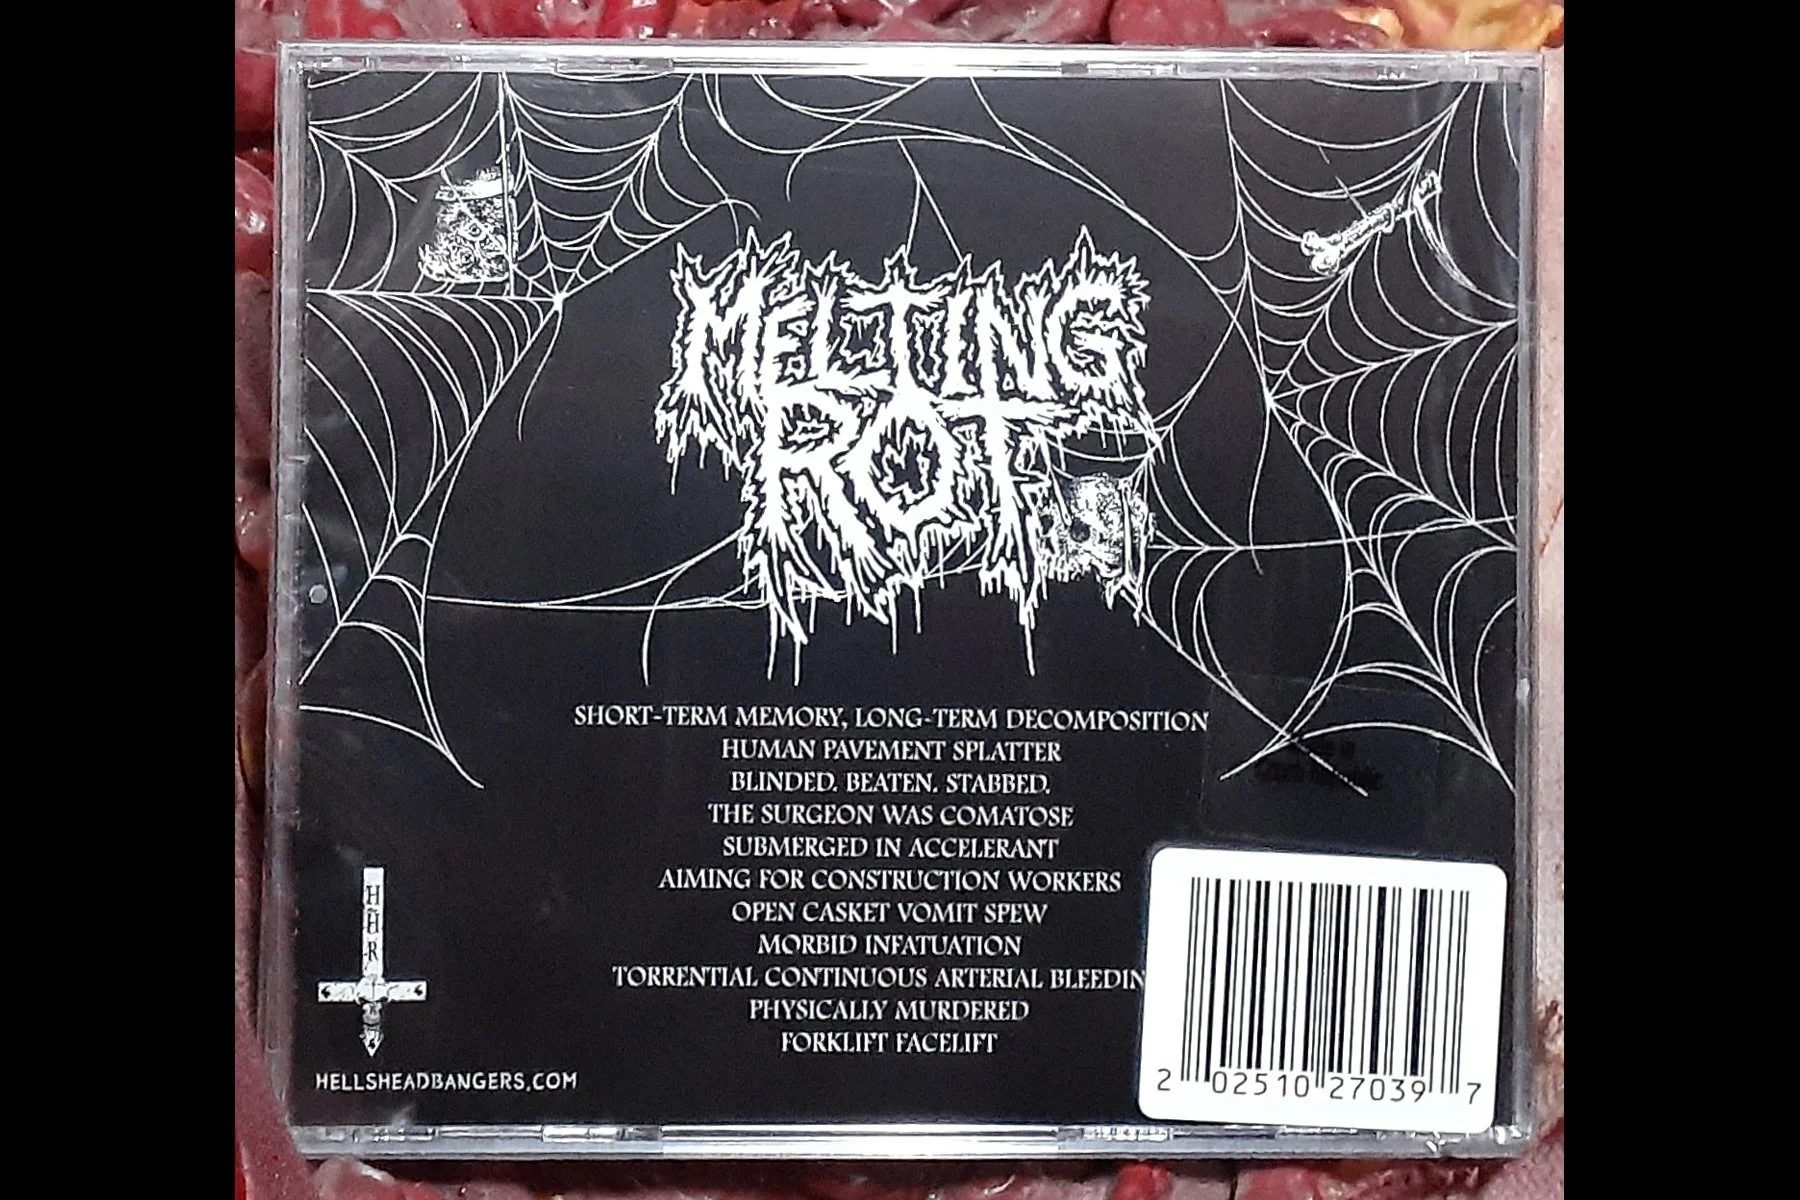 MELTING
ROT
SHORT-TERM MEMORY, LONG-TERM DECOMPOSITION
HUMAN PAVEMENT SPLATTER
BLINDED. BEATEN. STABBED.
THE SURGEON WAS COMATOSE
SUBMERGED IN ACCELERANT
AIMING FOR CONSTRUCTION WORKERS
OPEN CASKET VOMIT SPEW
MORBID INFATUATION
TORRENTIAL CONTINUOUS ARTERIAL BLEEDIN
PHYSICALLY MURDERED
FORKLIFT FACELIFT
HHR
HELLSHEADBANGERS.COM
2 02510 27039 7